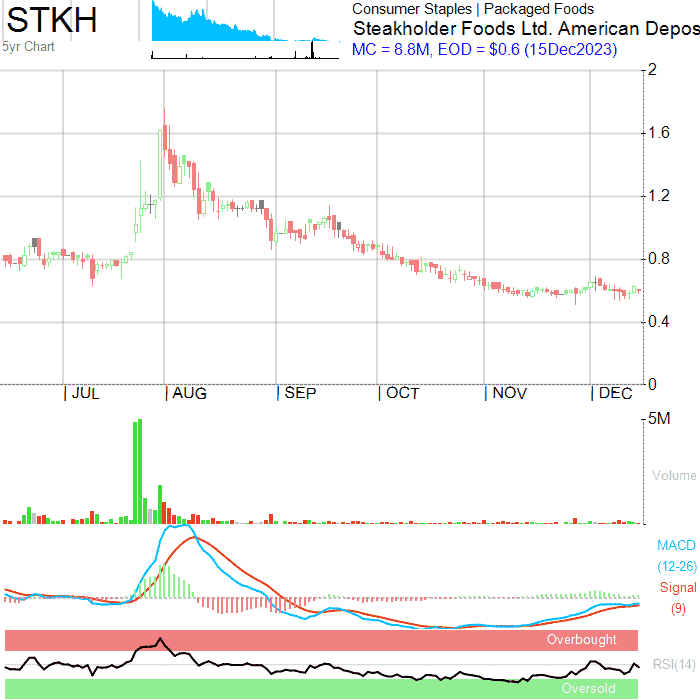 STKH
5yr Chart
Consumer Staples | Packaged Foods
Steakholder Foods Ltd. American Depos
MC = 8.8M, EOD = $0.6 (15Dec2023)
2
1.6
1.2
0.8
0.4
0
| JUL | AUG | SEP | OCT | NOV | DEC
5M
Volume
MACD
(12-26)
Signal
(9)
Overbought
RSI(14)
Oversold